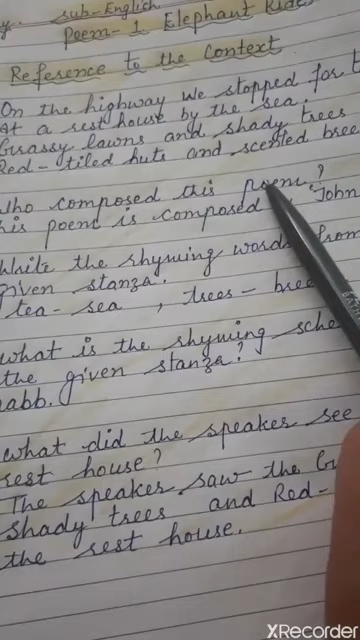 sub-English
Poem-1 Elephant Ride
Reference to the Context
On the highway we stopped for t
At a rest house by the sea.
Grassy lawns and shady trees
Red-tiled huts and scented bree
who composed this poem?
his poem is composed John
Write the rhyming words from
given stanza.
tea-sea, trees-bree
what is the rhyming sche
the given stanza?
aabb.
what did the speaker see
rest house?
The speaker saw the Gr
shady trees and Red-
the rest house.
XRecorder